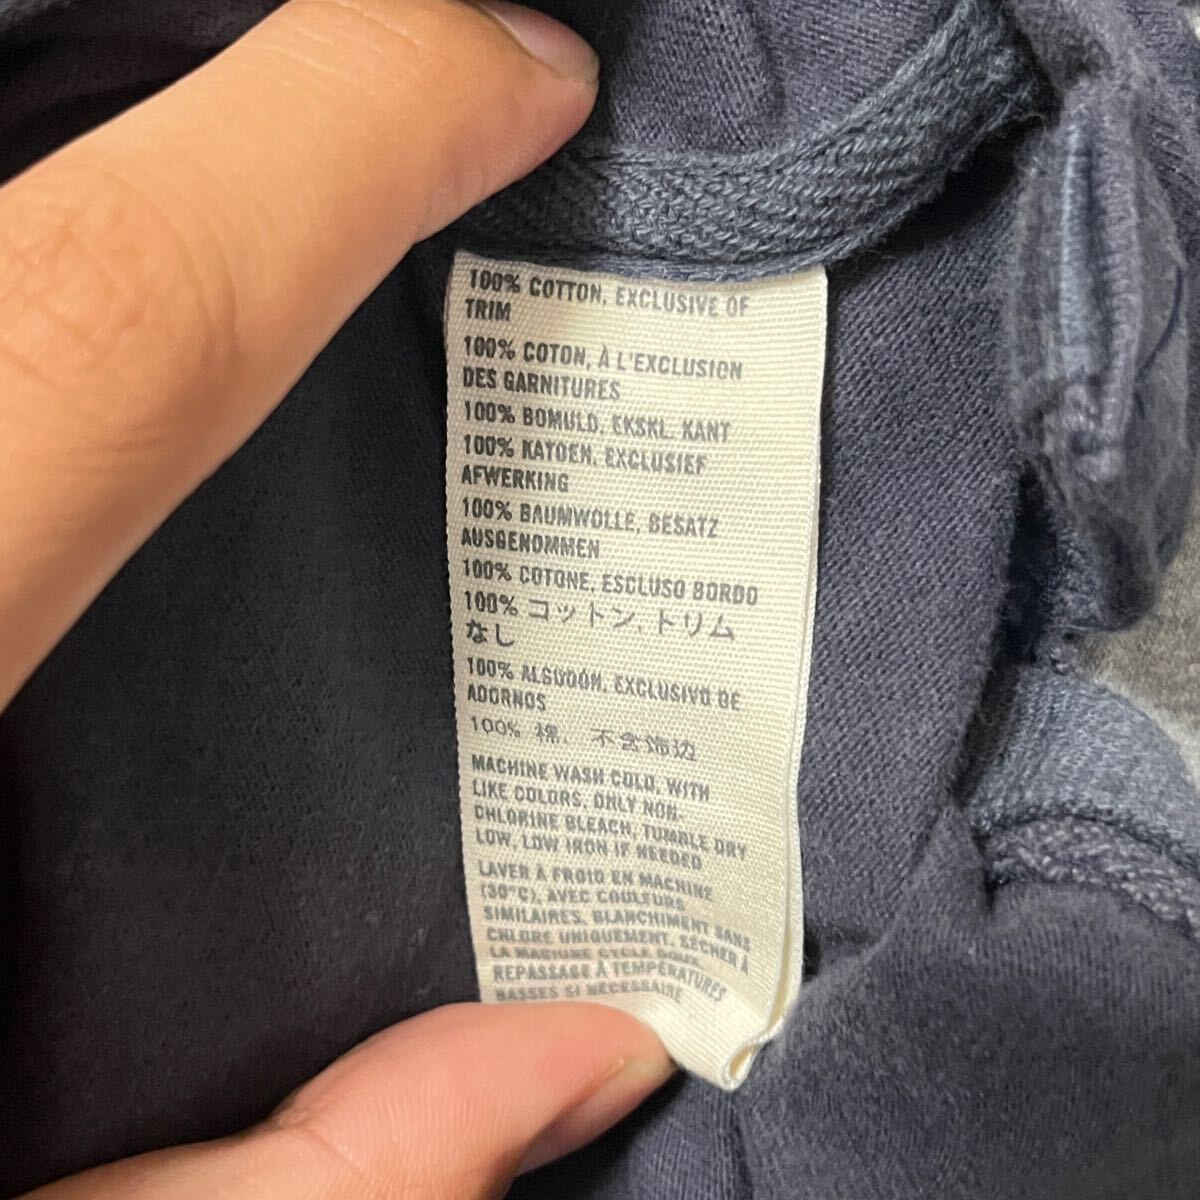 100% COTTON, EXCLUSIVE OF
TRIM
100% COTON, À L'EXCLUSION
DES GARNITURES
100% BOMULD, EKSKL. KANT
100% KATOEN, EXCLUSIEF
AFWERKING
100% BAUMWOLLE, BESATZ
AUSGENOMMEN
100% COTONE, ESCLUSO BORDO
100% コットン, トリム
なし
100% ALGODON, EXCLUSIVO DE
ADORNOS
100% 棉, 不含饰边
MACHINE WASH COLD, WITH
LIKE COLORS, ONLY NON-
CHLORINE BLEACH, TUMBLE DRY
LOW, LOW IRON IF NEEDED
LAVER À FROID EN MACHINE
(30°C), AVEC COULEURS
SIMILAIRES, BLANCHIMENT SANS
CHLORE UNIQUEMENT, SÉCHER À
LA MACHINE CYCLE DOUX,
REPASSAGE À TEMPÉRATURES
BASSES SI NÉCESSAIRE